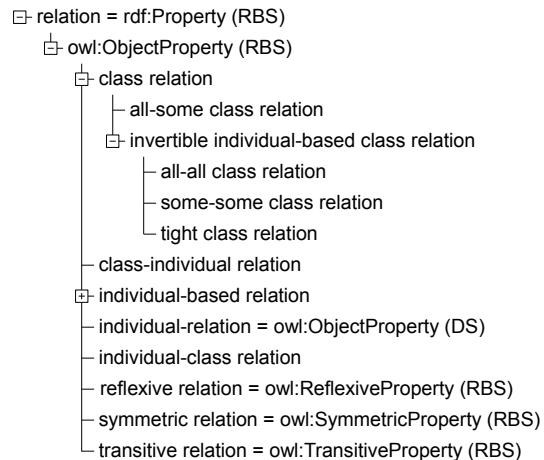 relation = rdf:Property (RBS)
owl:ObjectProperty (RBS)
class relation
all-some class relation
invertible individual-based class relation
all-all class relation
some-some class relation
tight class relation
class-individual relation
individual-based relation
individual-relation = owl:ObjectProperty (DS)
individual-class relation
reflexive relation = owl:ReflexiveProperty (RBS)
symmetric relation = owl:SymmetricProperty (RBS)
transitive relation = owl:TransitiveProperty (RBS)